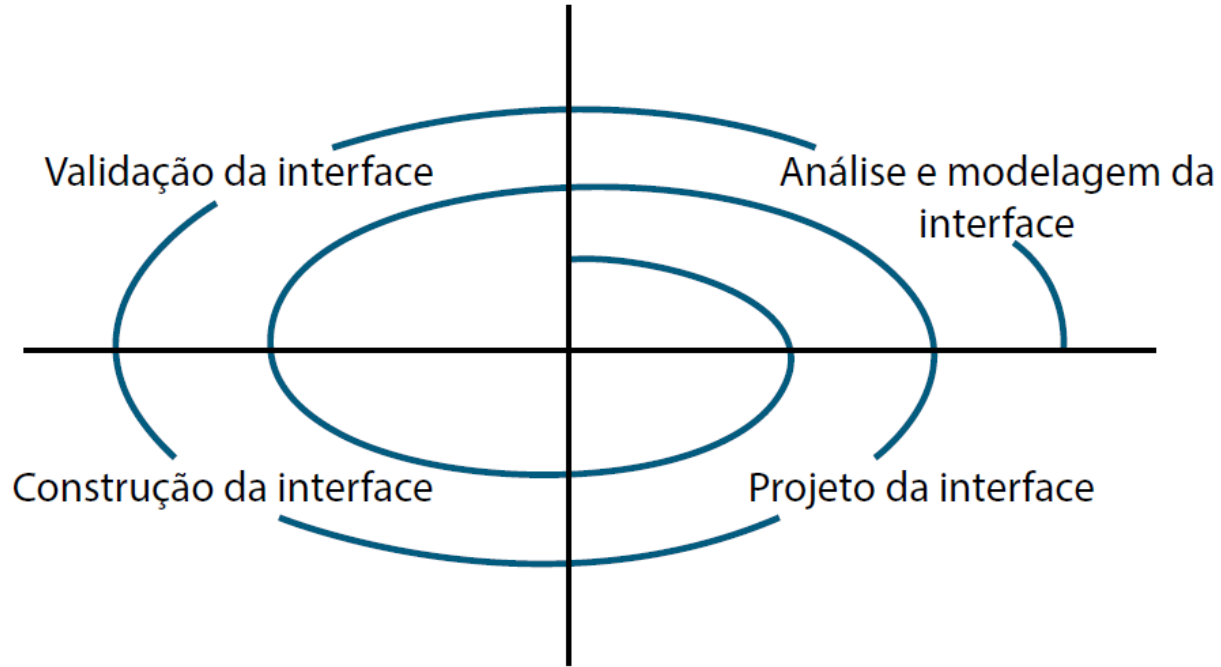 Validação da interface
Análise e modelagem da
interface
Construção da interface
Projeto da interface